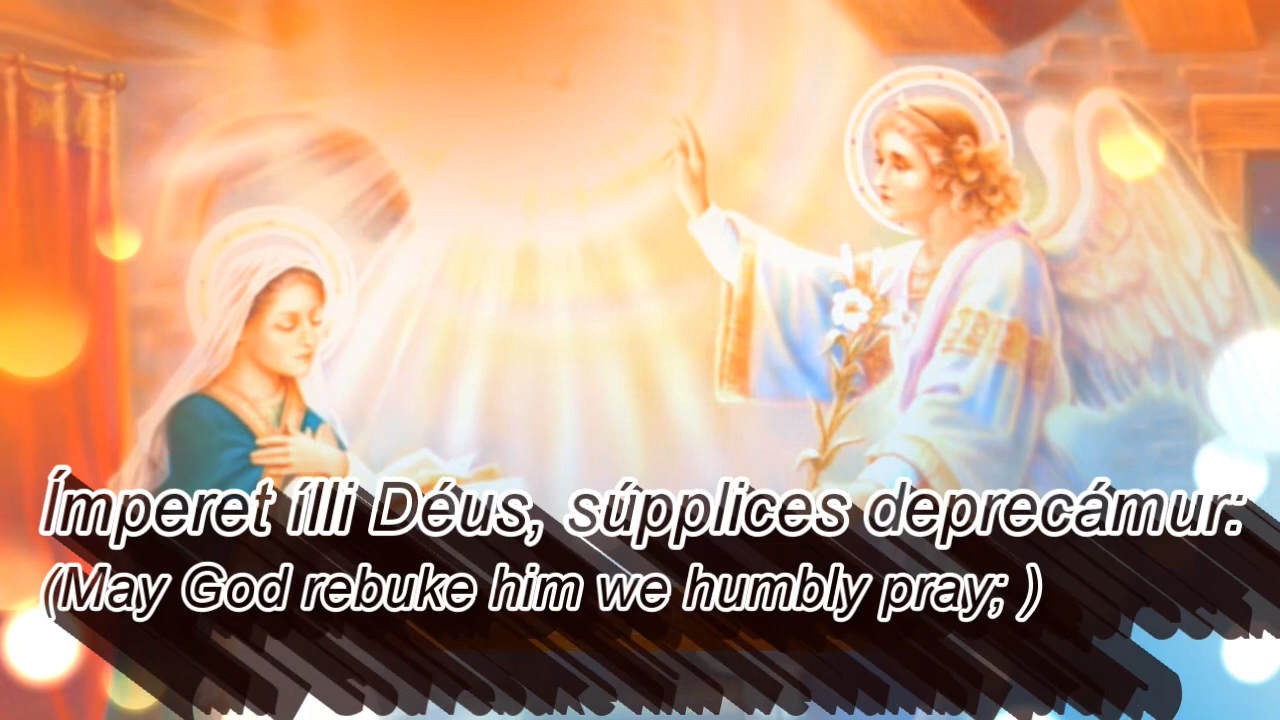 Ímperet ílli Déus, súpplices deprecámur:
(May God rebuke him we humbly pray; )